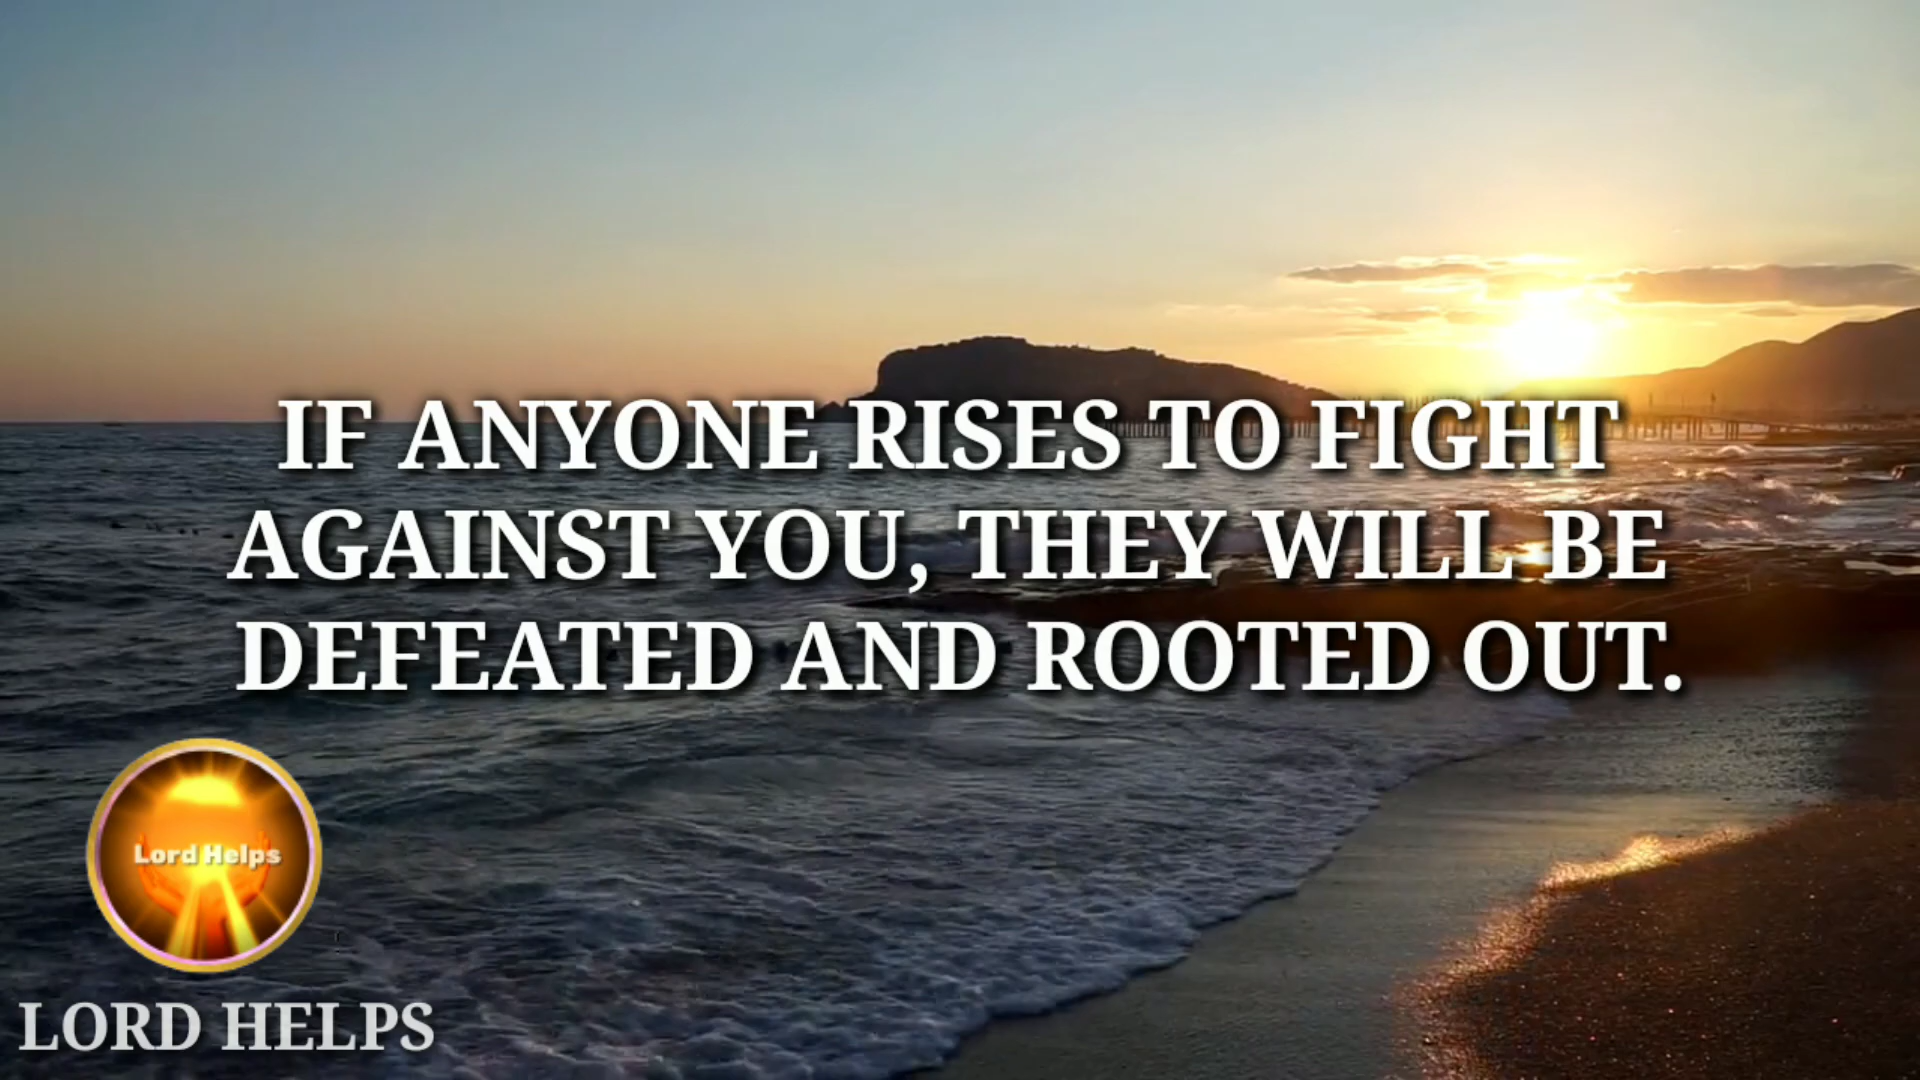 IF ANYONE RISES TO FIGHT
AGAINST YOU, THEY WILL BE
DEFEATED AND ROOTED OUT.
Lord Helps
LORD HELPS